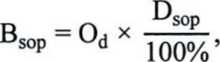 B_sop = O_d × D_sop / 100%,